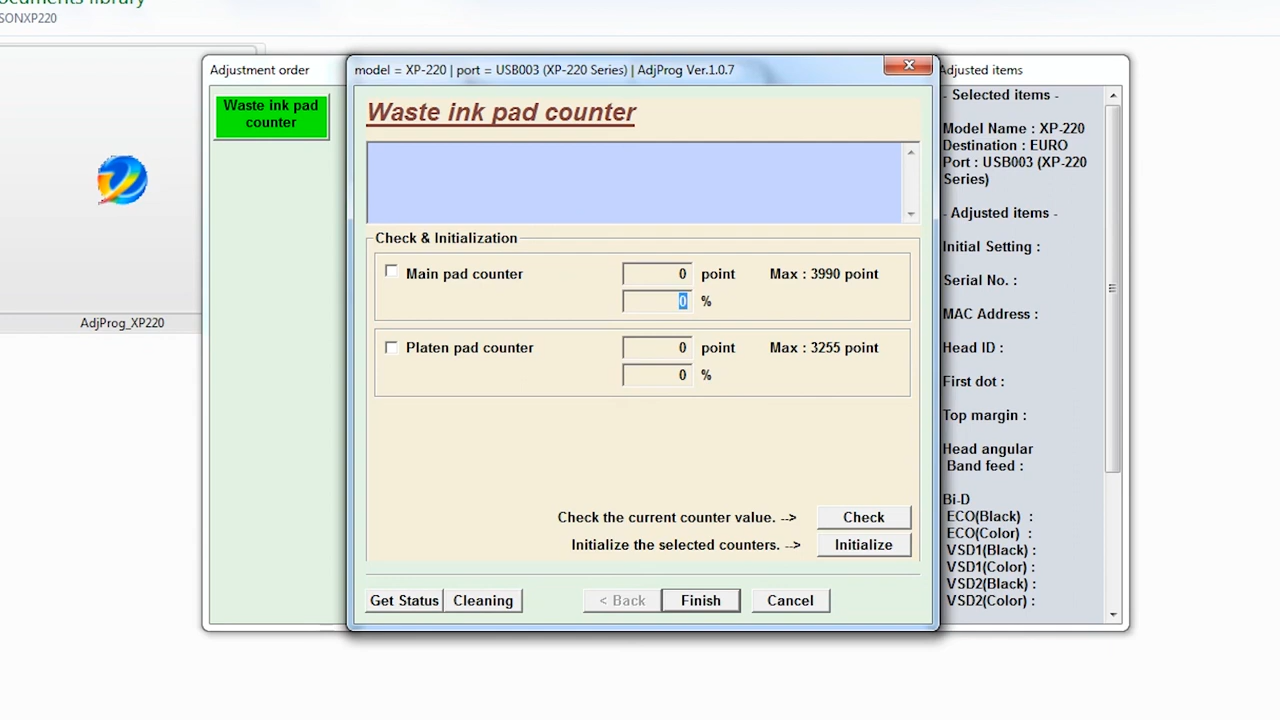 ocuments library
SONXP220
AdjProg_XP220
Adjustment order
Waste ink pad
counter
model = XP-220 | port = USB003 (XP-220 Series) | AdjProg Ver.1.0.7
Waste ink pad counter
Check & Initialization
Main pad counter 0 point Max : 3990 point
0 %
Platen pad counter 0 point Max : 3255 point
0 %
Check the current counter value. --> Check
Initialize the selected counters. --> Initialize
Get Status Cleaning < Back Finish Cancel
Adjusted items
- Selected items -
Model Name : XP-220
Destination : EURO
Port : USB003 (XP-220
Series)
- Adjusted items -
Initial Setting :
Serial No. :
MAC Address :
Head ID :
First dot :
Top margin :
Head angular
Band feed :
Bi-D
ECO(Black) :
ECO(Color) :
VSD1(Black) :
VSD1(Color) :
VSD2(Black) :
VSD2(Color) :